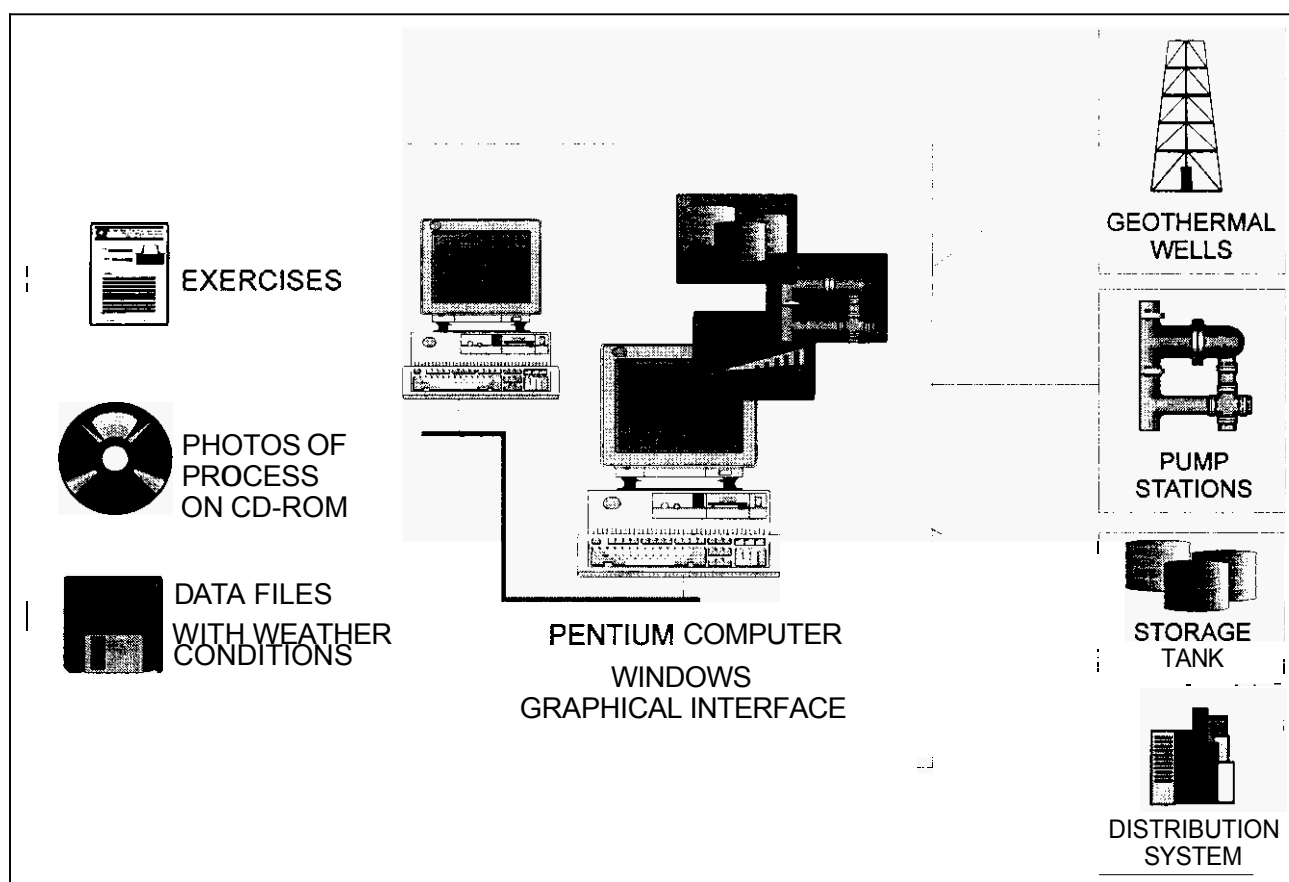 EXERCISES
PHOTOS OF
PROCESS
ON CD-ROM
DATA FILES
WITH WEATHER
CONDITIONS
PENTIUM COMPUTER
WINDOWS
GRAPHICAL INTERFACE
GEOTHERMAL
WELLS
PUMP
STATIONS
STORAGE
TANK
DISTRIBUTION
SYSTEM